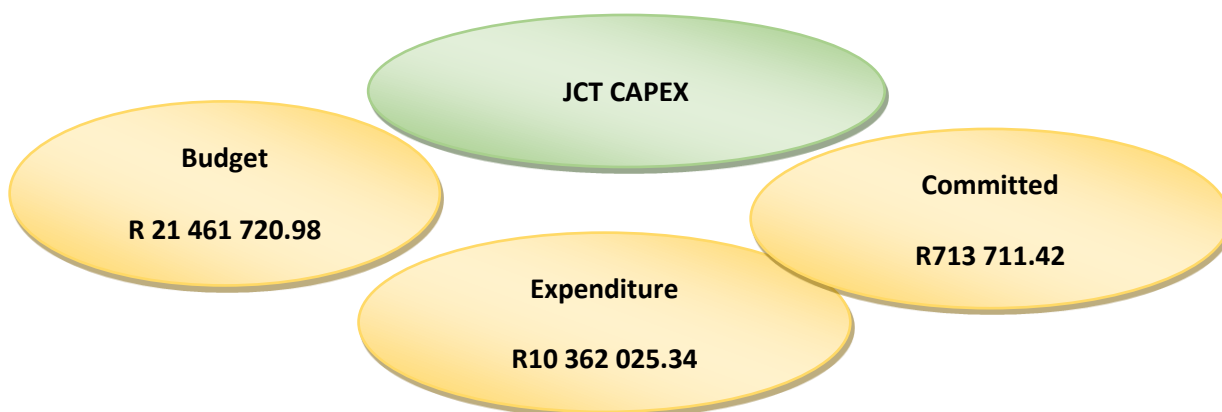 JCT CAPEX
Budget
R 21 461 720.98
Committed
R713 711.42
Expenditure
R10 362 025.34